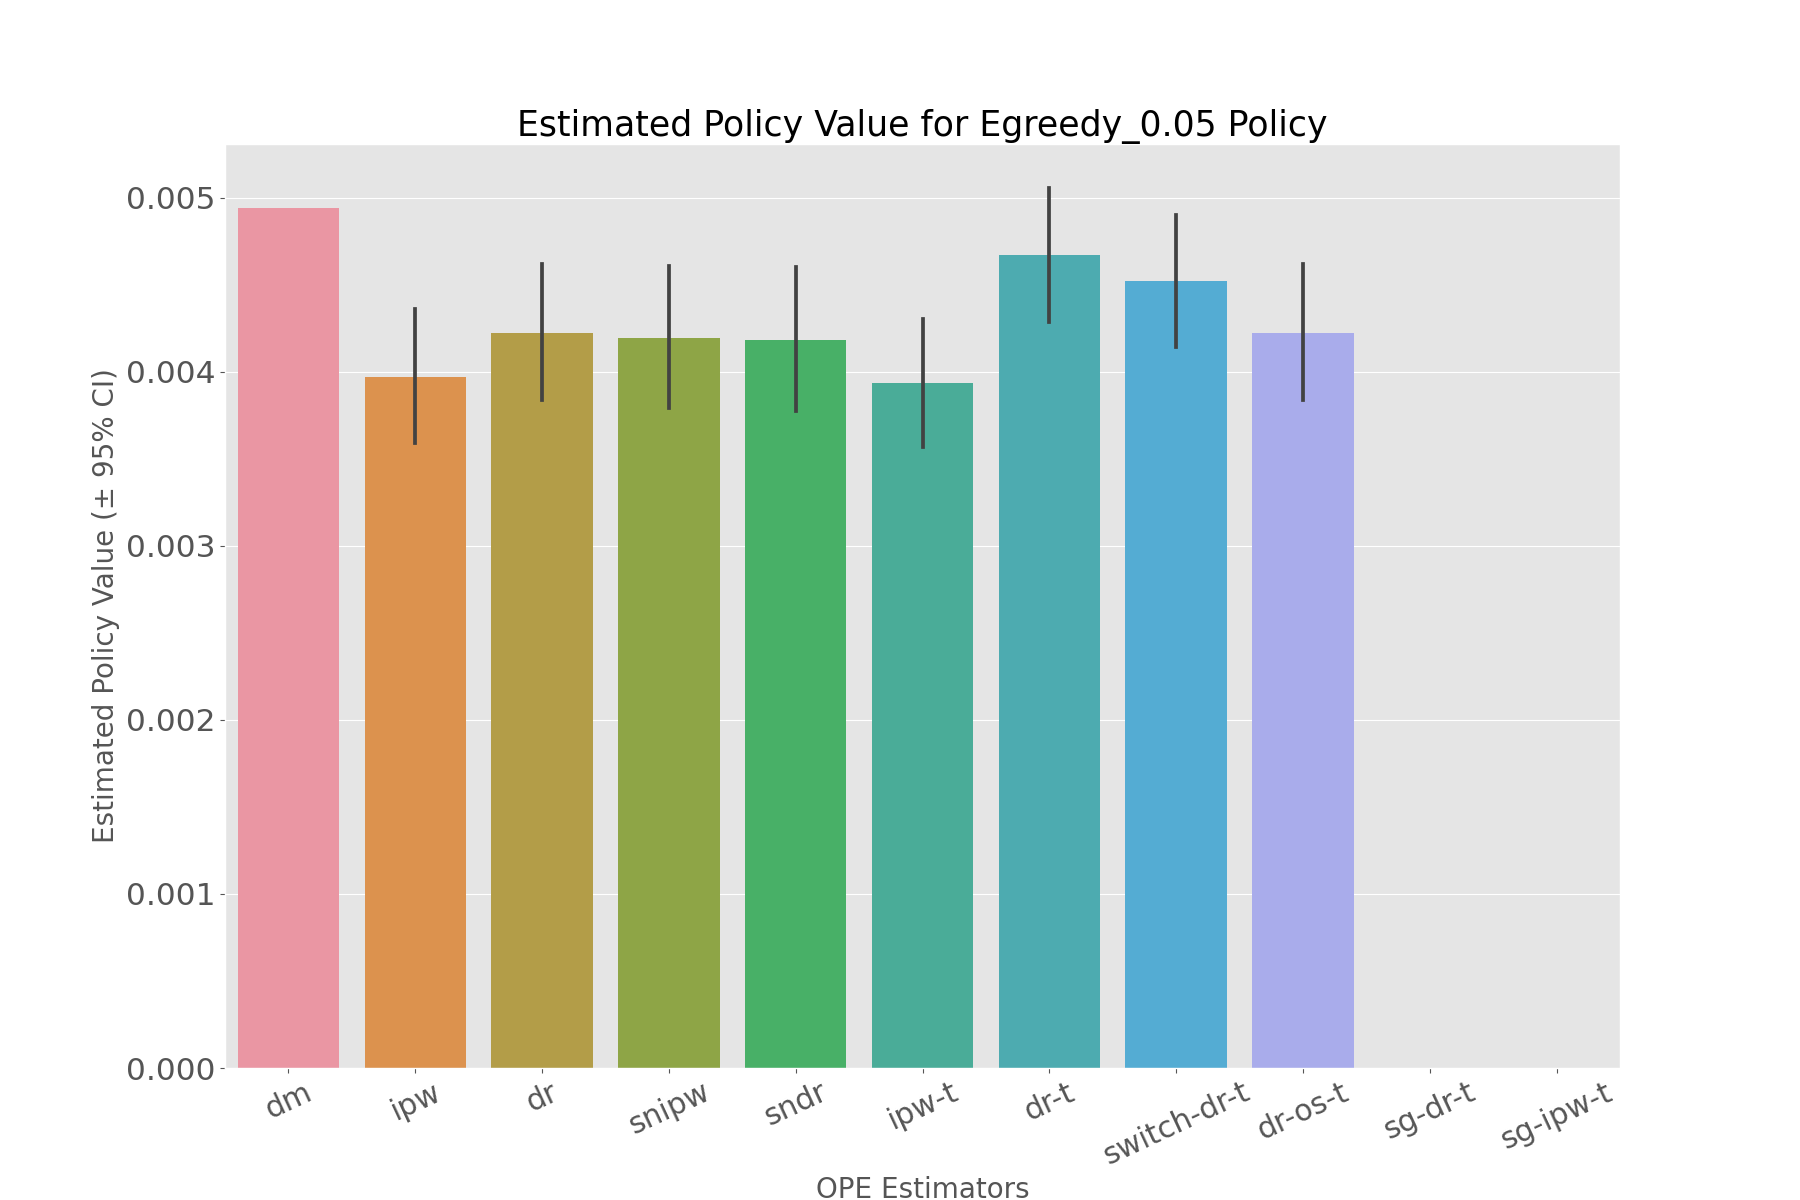 Estimated Policy Value for Egreedy_0.05 Policy
Estimated Policy Value (± 95% CI)
0.005
0.004
0.003
0.002
0.001
0.000
dm
ipw
dr
snipw
sndr
ipw-t
dr-t
switch-dr-t
dr-os-t
sg-dr-t
sg-ipw-t
OPE Estimators